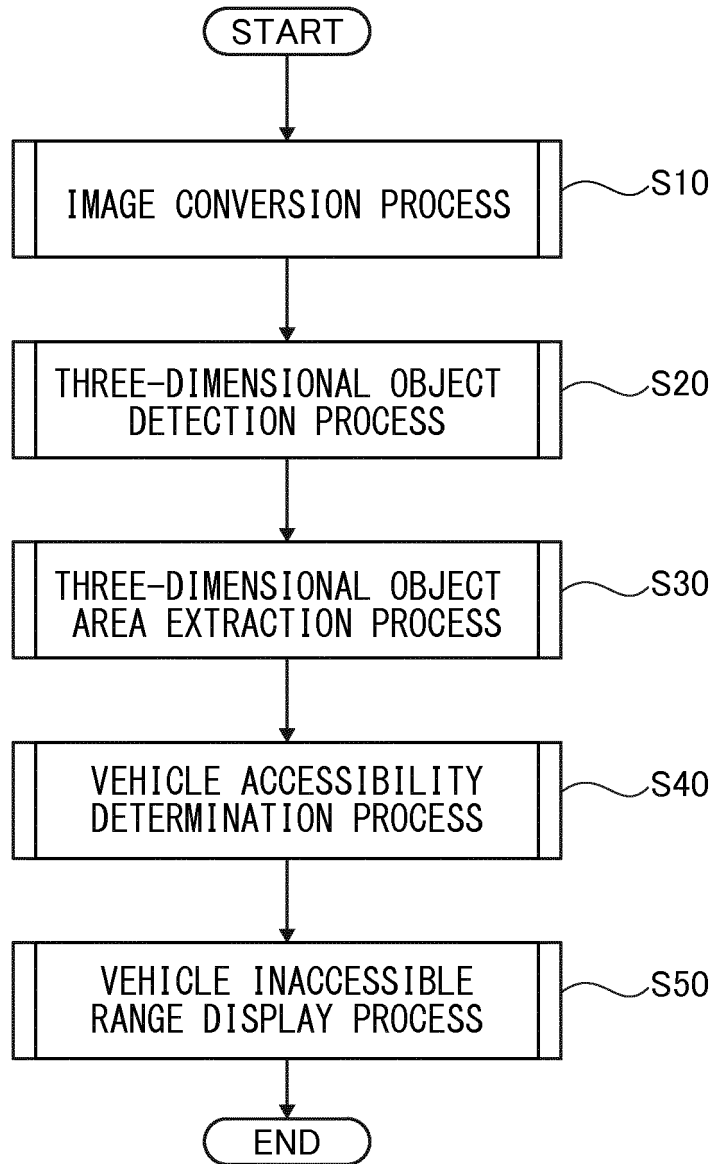 START
IMAGE CONVERSION PROCESS
S10
THREE-DIMENSIONAL OBJECT
DETECTION PROCESS
S20
THREE-DIMENSIONAL OBJECT
AREA EXTRACTION PROCESS
S30
VEHICLE ACCESSIBILITY
DETERMINATION PROCESS
S40
VEHICLE INACCESSIBLE
RANGE DISPLAY PROCESS
S50
END